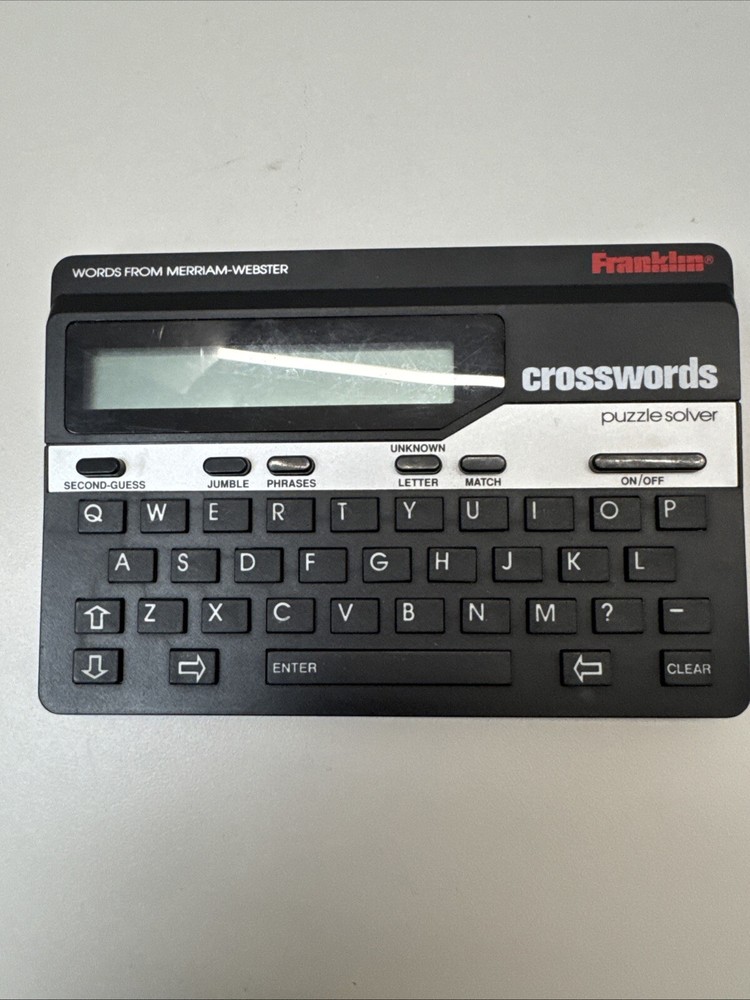 WORDS FROM MERRIAM-WEBSTER
Franklin®
crosswords
puzzle solver
UNKNOWN
SECOND-GUESS JUMBLE PHRASES LETTER MATCH ON/OFF
Q W E R T Y U I O P
A S D F G H J K L
⇧ Z X C V B N M ? –
⇩ ⇨ ENTER ⇦ CLEAR